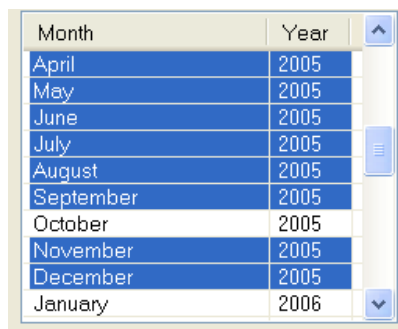 Month Year
April 2005
May 2005
June 2005
July 2005
August 2005
September 2005
October 2005
November 2005
December 2005
January 2006